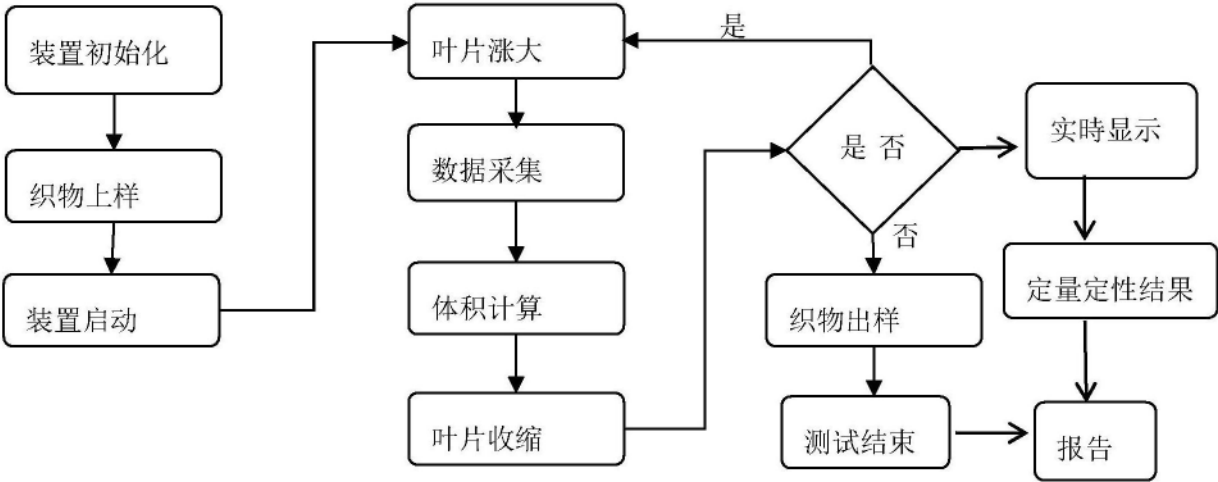 装置初始化
织物上样
装置启动
叶片涨大
数据采集
体积计算
叶片收缩
是
是 否
否
织物出样
测试结束
实時显示
定量定性结果
报告